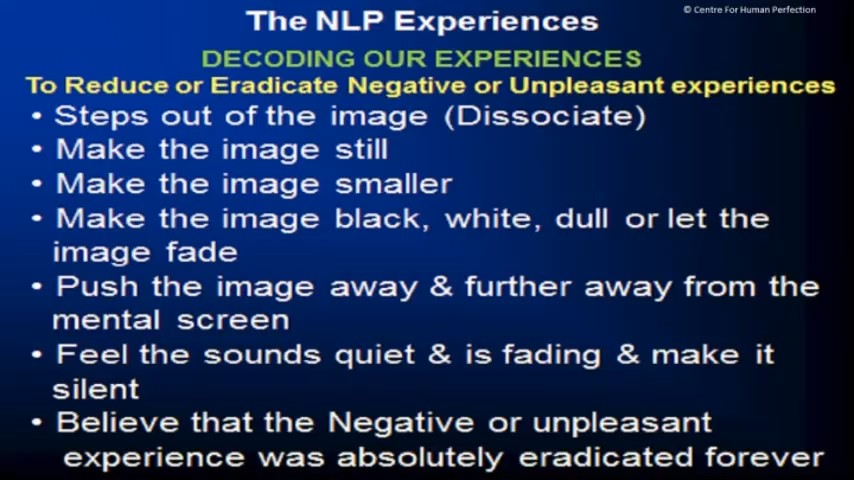 © Centre For Human Perfection
The NLP Experiences
DECODING OUR EXPERIENCES
To Reduce or Eradicate Negative or Unpleasant experiences
• Steps out of the image (Dissociate)
• Make the image still
• Make the image smaller
• Make the image black, white, dull or let the
image fade
• Push the image away & further away from the
mental screen
• Feel the sounds quiet & is fading & make it
silent
• Believe that the Negative or unpleasant
experience was absolutely eradicated forever